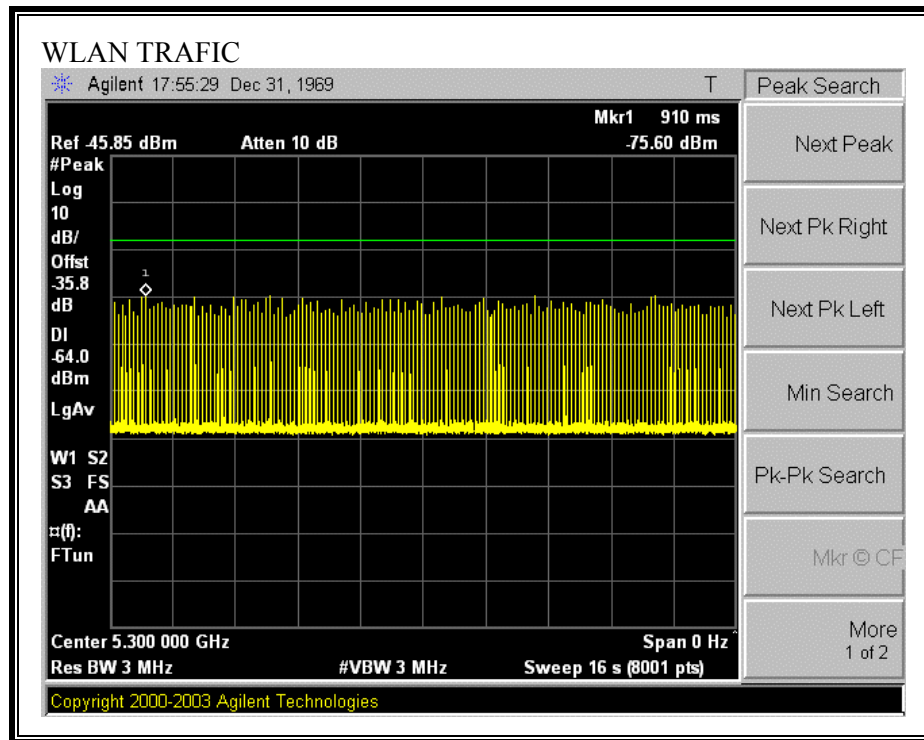 WLAN TRAFIC
Agilent 17:55:29 Dec 31, 1969 T
Peak Search
Mkr1 910 ms
Ref -45.85 dBm Atten 10 dB -75.60 dBm
#Peak
Log
10
dB/
Offst
-35.8
dB
DI
-64.0
dBm
LgAv
W1 S2
S3 FS
AA
¤(f):
FTun
1
Center 5.300 000 GHz Span 0 Hz^
Res BW 3 MHz #VBW 3 MHz Sweep 16 s (8001 pts)
Next Peak
Next Pk Right
Next Pk Left
Min Search
Pk-Pk Search
Mkr © CF
More
1 of 2
Copyright 2000-2003 Agilent Technologies